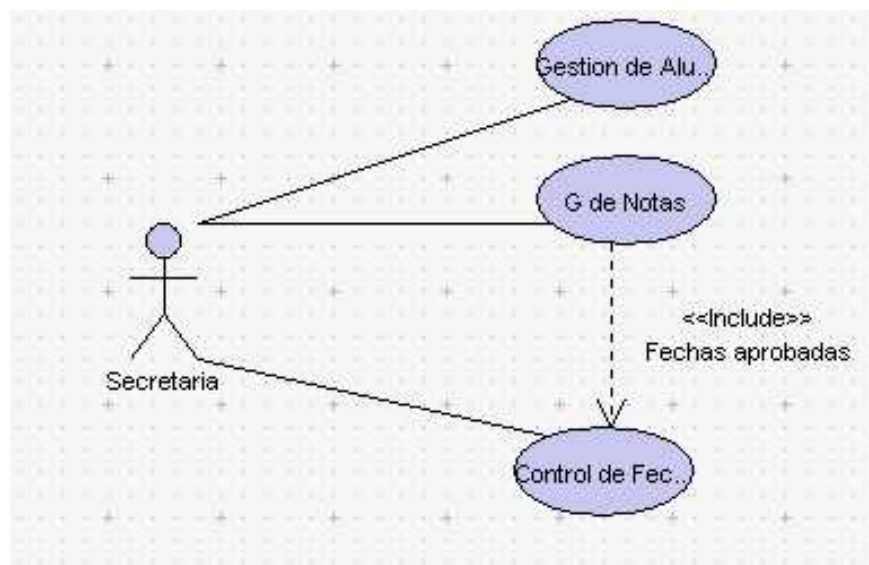 Gestion de Alu...
G de Notas
<<Include>>
Fechas aprobadas
Secretaria
Control de Fec...